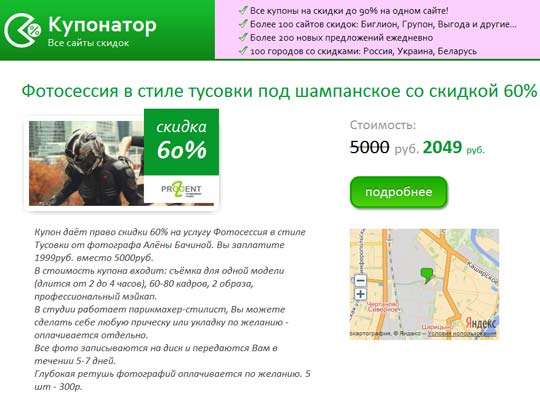 Купонатор
Все сайты скидок
Все купоны на скидки до 90% на одном сайте!
Более 100 сайтов скидок: Биглион, Групон, Выгода и другие...
Более 200 новых предложений ежедневно
100 городов со скидками: Россия, Украина, Беларусь
Фотосессия в стиле тусовки под шампанское со скидкой 60%
скидка
60%
Стоимость:
5000 руб. 2049 руб.
подробнее
Купон даёт право скидки 60% на услугу Фотосессия в стиле
Тусовки от фотографа Алёны Бачиной. Вы заплатите
1999руб. вместо 5000руб.
В стоимость купона входит: съёмка для одной модели
(длится от 2 до 4 часов), 60-80 кадров, 2 образа,
профессиональный мэйкап.
В студии работает парикмахер-стилист, Вы можете
сделать себе любую прическу или укладку по желанию -
оплачивается отдельно.
Все фото записываются на диск и передаются Вам в
течении 5-7 дней.
Глубокая ретушь фотографий оплачивается по желанию. 5
шт - 300р.
Каширское
Чертаново
Северное
Царицыно
Яндекс
картография, © Яндекс – Условия использования